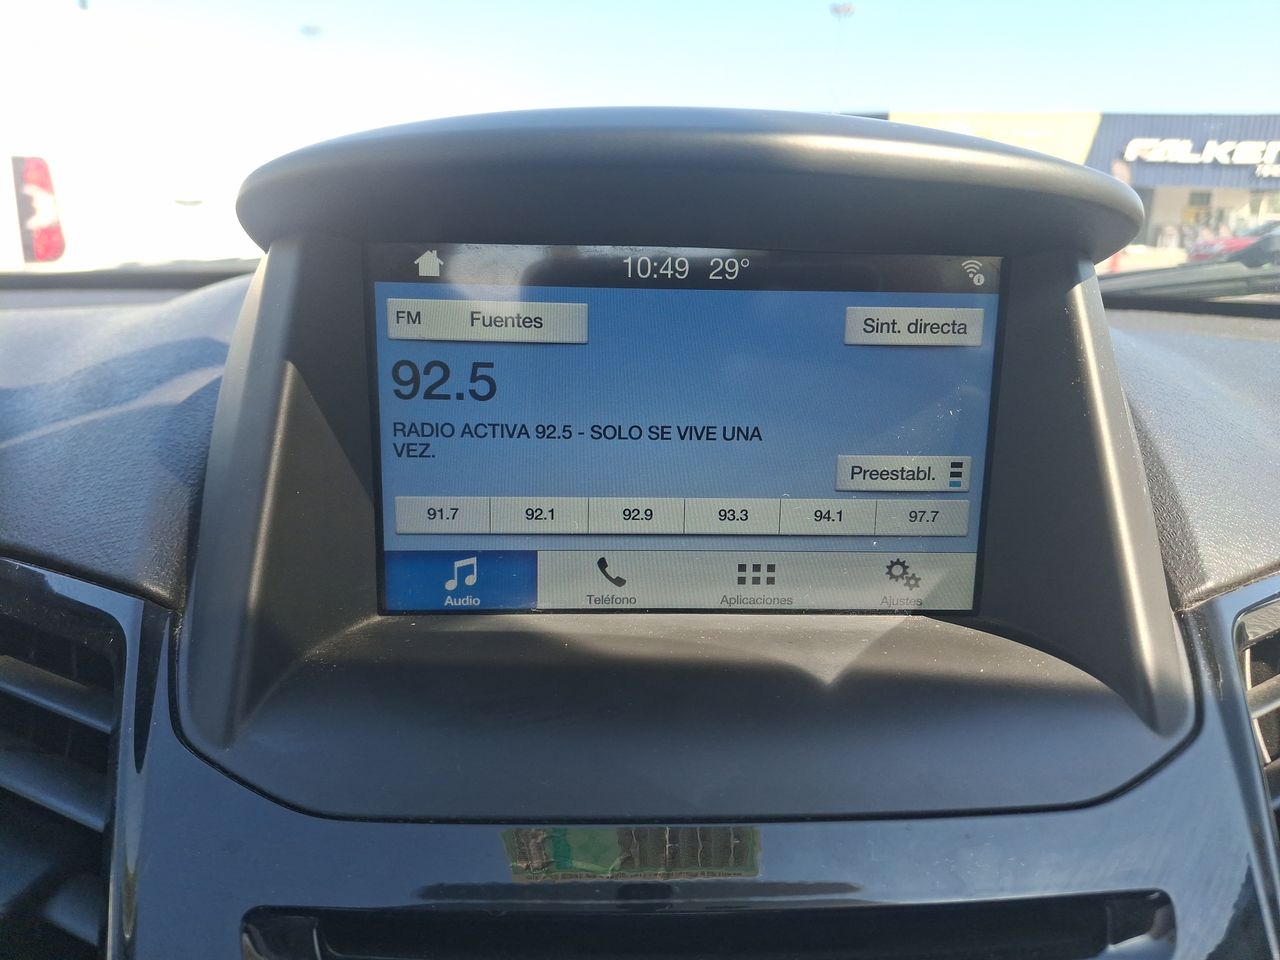 FALKEN
10:49 29°
FM Fuentes
Sint. directa
92.5
RADIO ACTIVA 92.5 - SOLO SE VIVE UNA
VEZ.
Preestabl.
91.7 92.1 92.9 93.3 94.1 97.7
Audio Teléfono Aplicaciones Ajustes